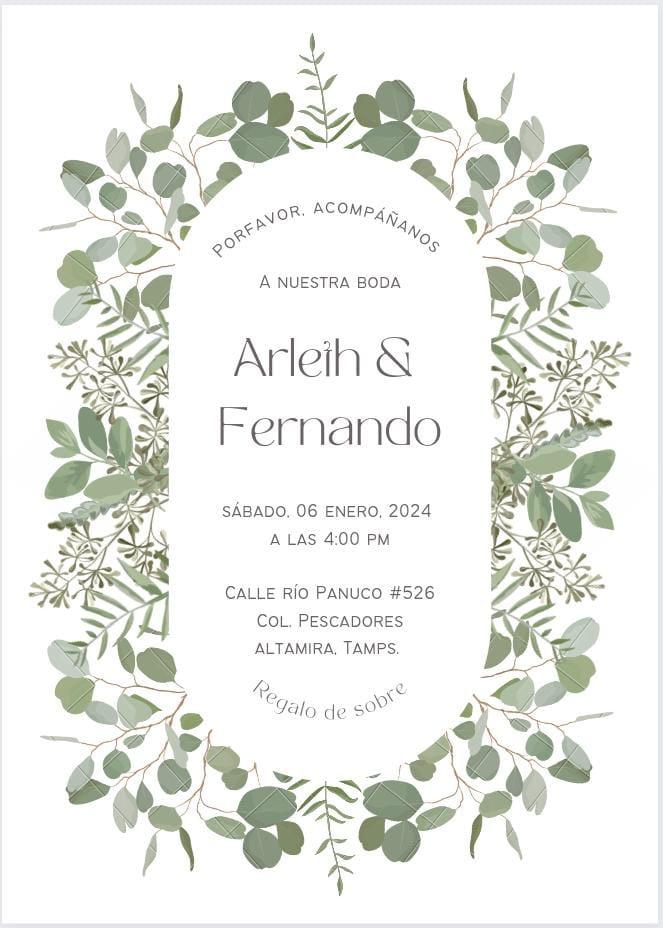 Porfavor, acompáñanos
A nuestra boda
Arleth &
Fernando
sábado, 06 enero, 2024
a las 4:00 pm
Calle río Panuco #526
Col. Pescadores
altamira, Tamps.
Regalo de sobre